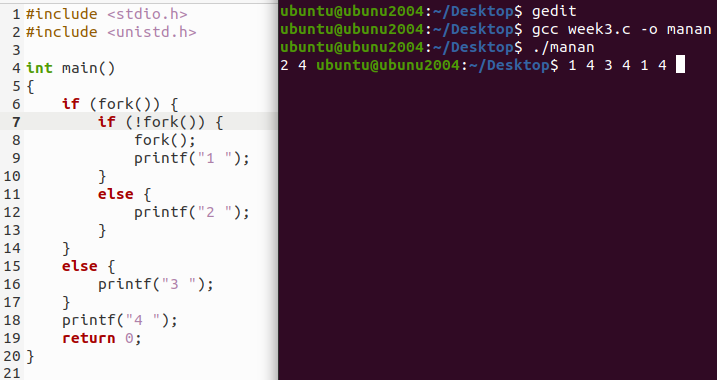 1 #include <stdio.h>
2 #include <unistd.h>
3
4 int main()
5 {
6 if (fork()) {
7 if (!fork()) {
8 fork();
9 printf("1 ");
10 }
11 else {
12 printf("2 ");
13 }
14 }
15 else {
16 printf("3 ");
17 }
18 printf("4 ");
19 return 0;
20 }
21
ubuntu@ubunu2004:~/Desktop$ gedit
ubuntu@ubunu2004:~/Desktop$ gcc week3.c -o manan
ubuntu@ubunu2004:~/Desktop$ ./manan
2 4 ubuntu@ubunu2004:~/Desktop$ 1 4 3 4 1 4